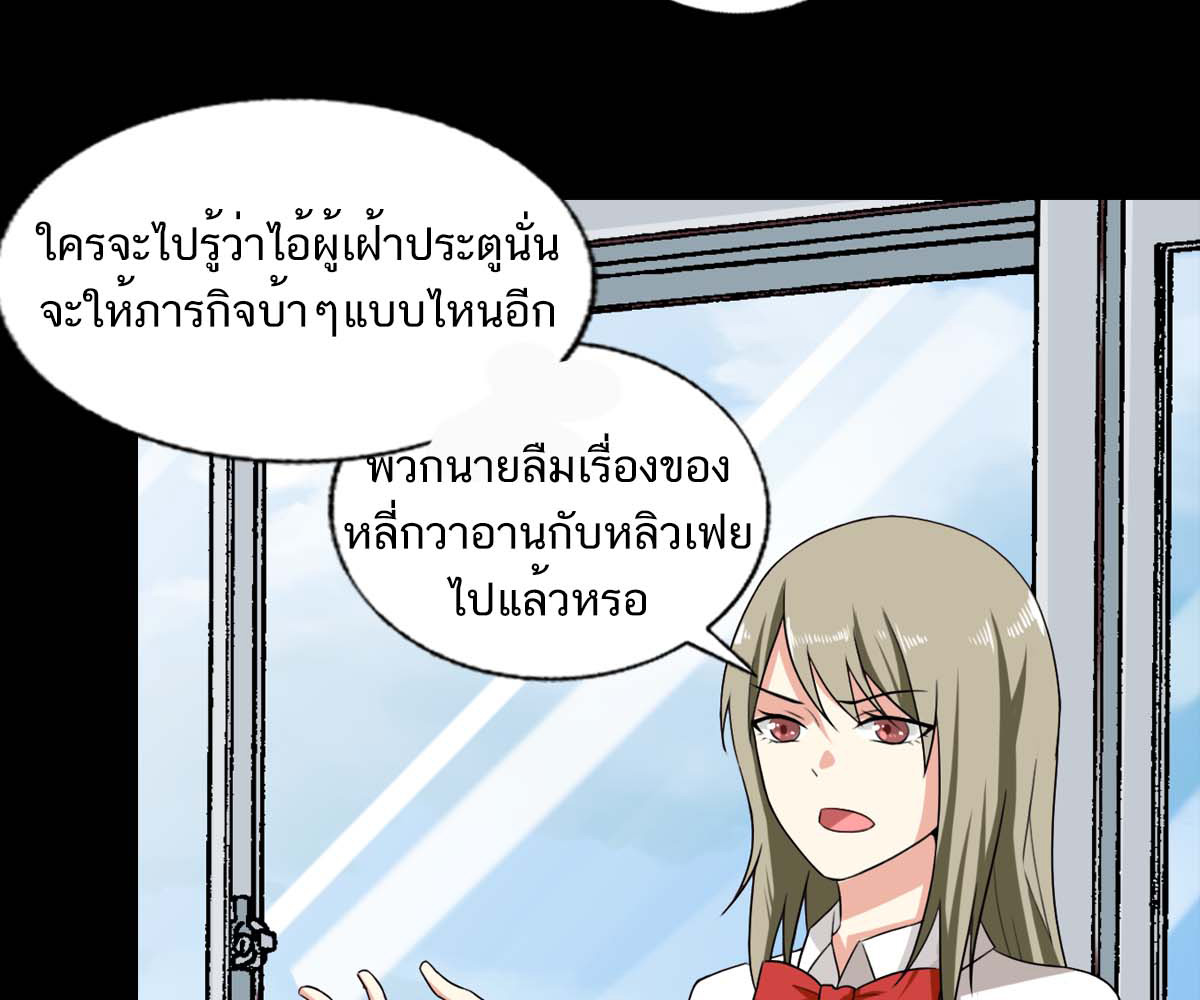 ใครจะไปรู้ว่าไอ้ผู้เฝ้าประตูนั่น
จะให้ภารกิจบ้าๆแบบไหนอีก
พวกนายลืมเรื่องของ
หลี่กวาอานกับหลิวเฟย
ไปแล้วหรอ